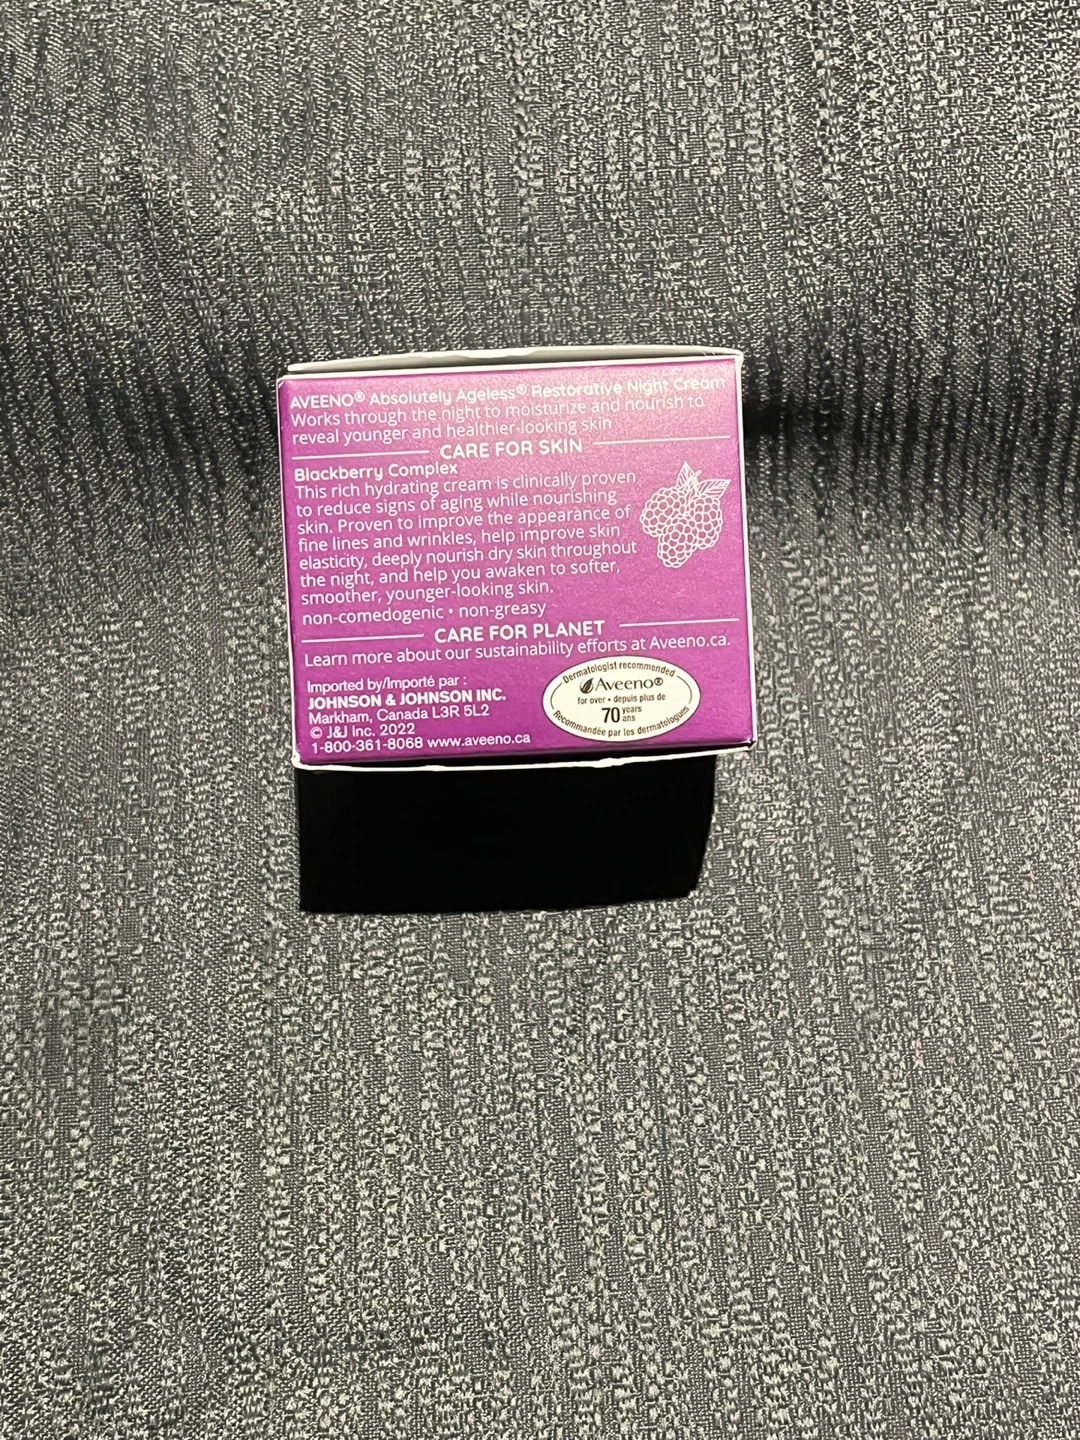 AVEENO® Absolutely Ageless® Restorative Night Cream
Works through the night to moisturize and nourish to
reveal younger and healthier-looking skin
CARE FOR SKIN
Blackberry Complex
This rich hydrating cream is clinically proven
to reduce signs of aging while nourishing
skin. Proven to improve the appearance of
fine lines and wrinkles, help improve skin
elasticity, deeply nourish dry skin throughout
the night, and help you awaken to softer,
smoother, younger-looking skin.
non-comedogenic • non-greasy
CARE FOR PLANET
Learn more about our sustainability efforts at Aveeno.ca.
Imported by/Importé par :
JOHNSON & JOHNSON INC.
Markham, Canada L3R 5L2
© J&J Inc. 2022
1-800-361-8068 www.aveeno.ca
Dermatologist recommended
Aveeno®
for over • depuis plus de
70 years
ans
Recommandée par les dermatologues